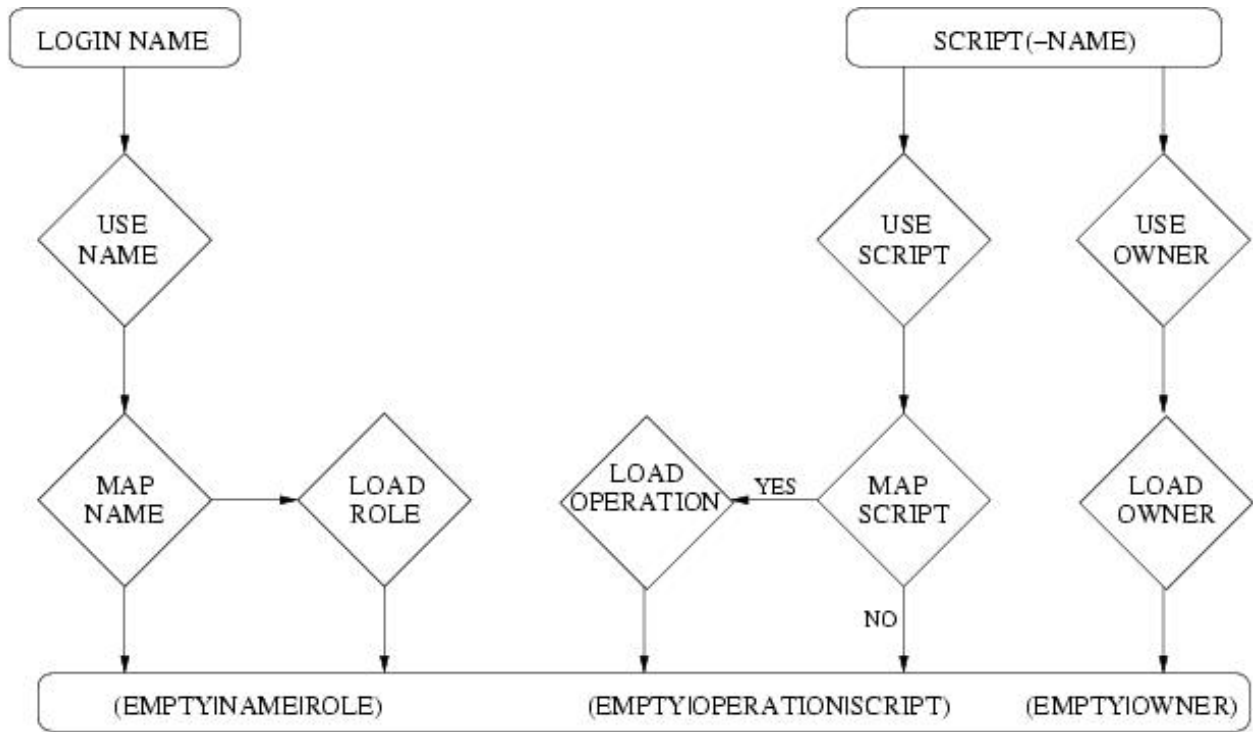 LOGIN NAME
SCRIPT(–NAME)
USE
NAME
USE
SCRIPT
USE
OWNER
MAP
NAME
LOAD
ROLE
LOAD
OPERATION
YES
MAP
SCRIPT
LOAD
OWNER
NO
(EMPTY|NAME|ROLE)
(EMPTY|OPERATION|SCRIPT)
(EMPTY|OWNER)